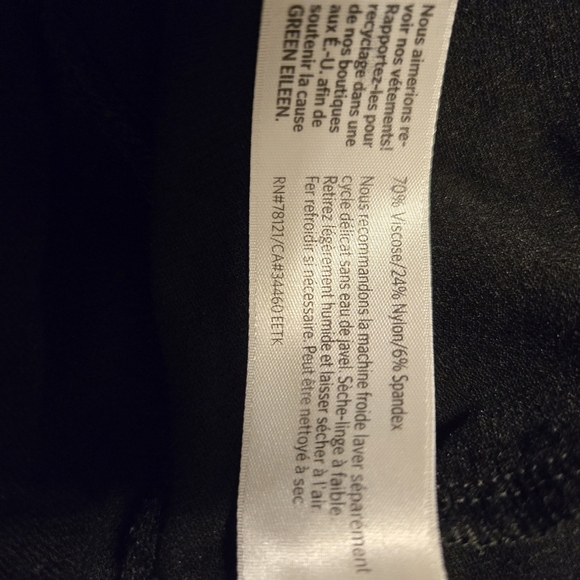 Nous aimerions re-
voir nos vêtements!
Rapportez-les pour
recyclage dans une
de nos boutiques
aux É.-U. afin de
soutenir la cause
GREEN EILEEN.
70% Viscose/24% Nylon/6% Spandex
Nous recommandons la machine froide laver séparément
cycle délicat sans eau de javel. Sèche-linge à faible.
Retirez légèrement humide et laisser sécher à l'air
Fer refroidir si nécessaire. Peut être nettoyé à sec
RN#78121/CA#34460 EETK